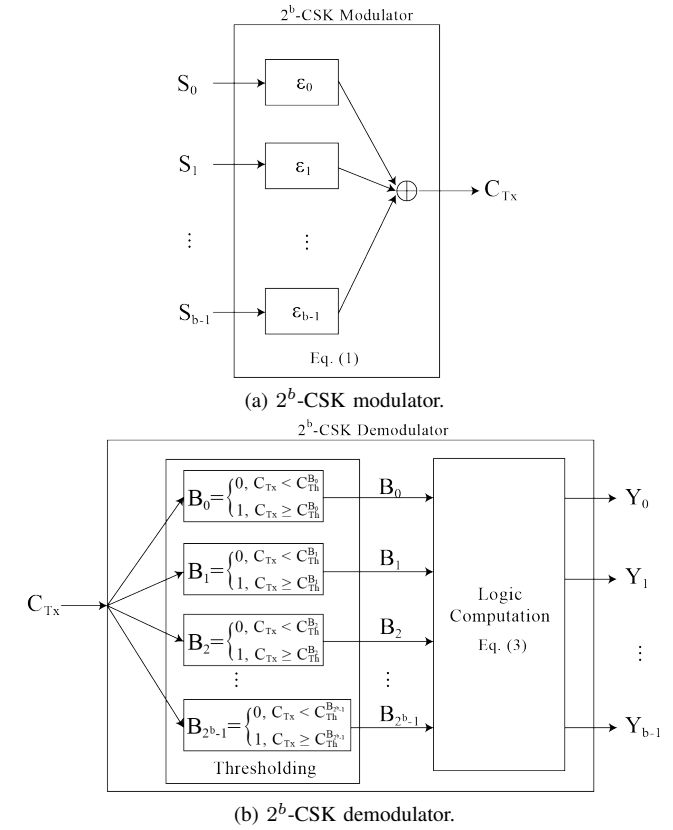 2^b-CSK Modulator
S_0 ε_0
S_1 ε_1
C_Tx
⋮ ⋮
S_b-1 ε_b-1
Eq. (1)
(a) 2^b-CSK modulator.
2^b-CSK Demodulator
B_0={0, C_Tx < C_Th^B_0
1, C_Tx ≥ C_Th^B_0
B_0
Y_0
B_1={0, C_Tx < C_Th^B_1
1, C_Tx ≥ C_Th^B_1
B_1
Y_1
C_Tx
B_2={0, C_Tx < C_Th^B_2
1, C_Tx ≥ C_Th^B_2
B_2
Logic
Computation
Eq. (3)
⋮ ⋮ ⋮
B_2^b-1={0, C_Tx < C_Th^B_2^b-1
1, C_Tx ≥ C_Th^B_2^b-1
B_2^b-1
Y_b-1
Thresholding
(b) 2^b-CSK demodulator.